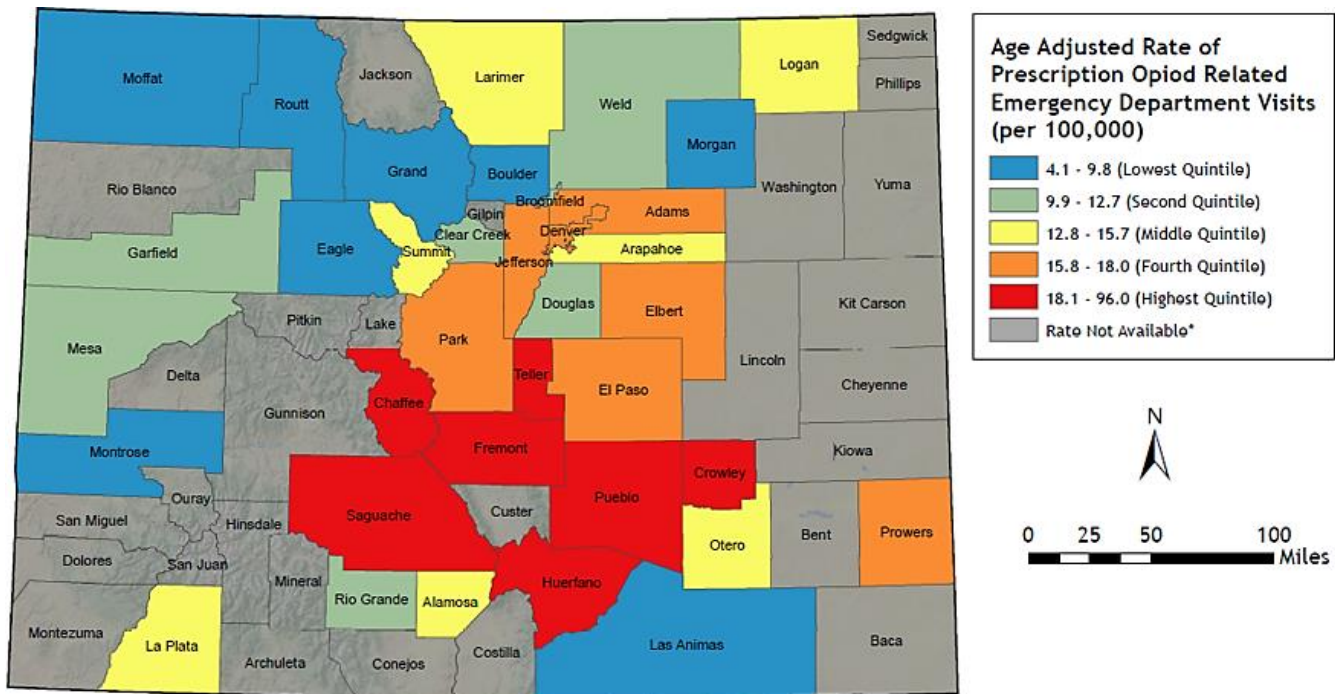 Moffat
Routt
Jackson
Larimer
Weld
Logan
Sedgwick
Phillips
Morgan
Rio Blanco
Grand
Boulder
Washington
Yuma
Gilpin
Broomfield
Adams
Garfield
Eagle
Summit
Clear Creek
Denver
Jefferson
Arapahoe
Mesa
Pitkin
Lake
Park
Douglas
Elbert
Lincoln
Kit Carson
Delta
Gunnison
Chaffee
Teller
El Paso
Cheyenne
Montrose
Fremont
Crowley
Kiowa
Ouray
San Miguel
Hinsdale
Saguache
Custer
Pueblo
Otero
Bent
Prowers
Dolores
San Juan
Mineral
Rio Grande
Alamosa
Huerfano
Montezuma
La Plata
Archuleta
Conejos
Costilla
Las Animas
Baca
Age Adjusted Rate of
Prescription Opiod Related
Emergency Department Visits
(per 100,000)
4.1 - 9.8 (Lowest Quintile)
9.9 - 12.7 (Second Quintile)
12.8 - 15.7 (Middle Quintile)
15.8 - 18.0 (Fourth Quintile)
18.1 - 96.0 (Highest Quintile)
Rate Not Available*
N
0 25 50 100
Miles